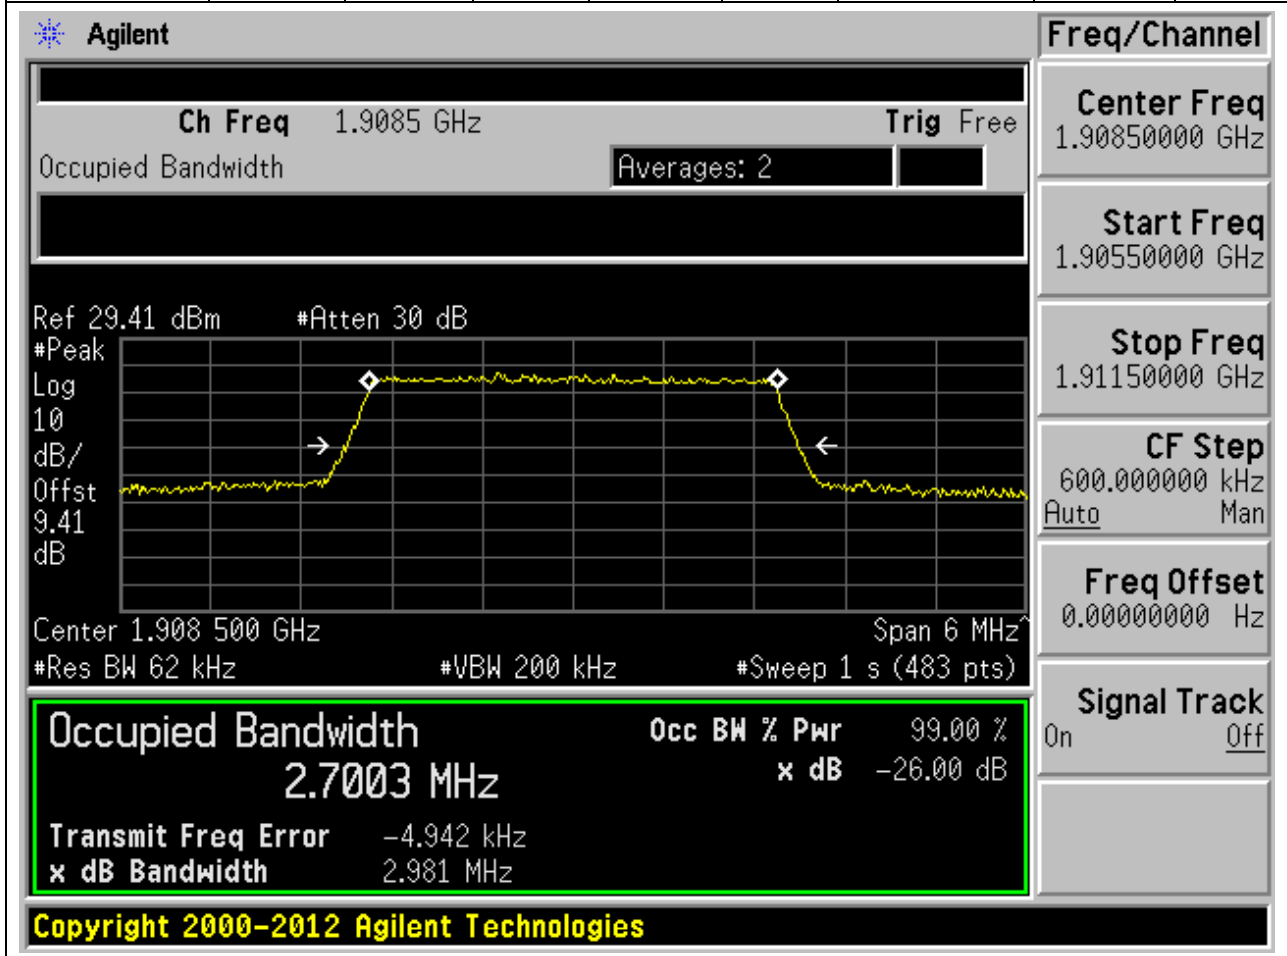 Agilent
Freq/Channel
Ch Freq 1.9085 GHz Trig Free
Occupied Bandwidth Averages: 2
Center Freq
1.90850000 GHz
Start Freq
1.90550000 GHz
Stop Freq
1.91150000 GHz
CF Step
600.000000 kHz
Auto Man
Freq Offset
0.00000000 Hz
Signal Track
On Off
Ref 29.41 dBm #Atten 30 dB
#Peak
Log
10
dB/
Offst
9.41
dB
Center 1.908 500 GHz Span 6 MHz^
#Res BW 62 kHz #VBW 200 kHz #Sweep 1 s (483 pts)
Occupied Bandwidth Occ BW % Pwr 99.00 %
2.7003 MHz x dB -26.00 dB
Transmit Freq Error -4.942 kHz
x dB Bandwidth 2.981 MHz
Copyright 2000-2012 Agilent Technologies